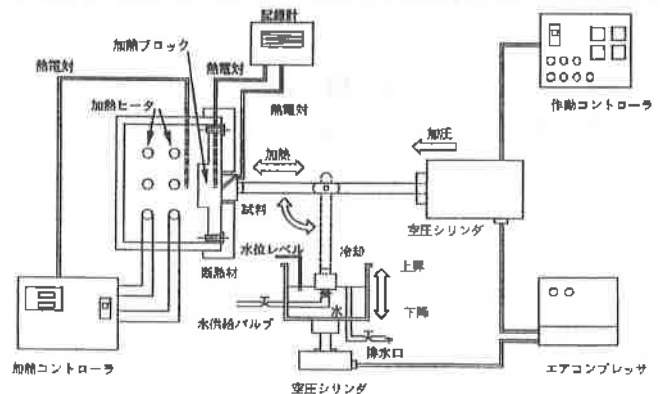 記録計
加熱ブロック
熱電対
熱電対
加熱ヒータ
熱電対
作動コントローラ
加圧
加熱
試料
空圧シリンダ
水位レベル
冷却
上昇
断熱材
水
下降
水供給バルブ
排水口
加熱コントローラ
空圧シリンダ
エアコンプレッサ